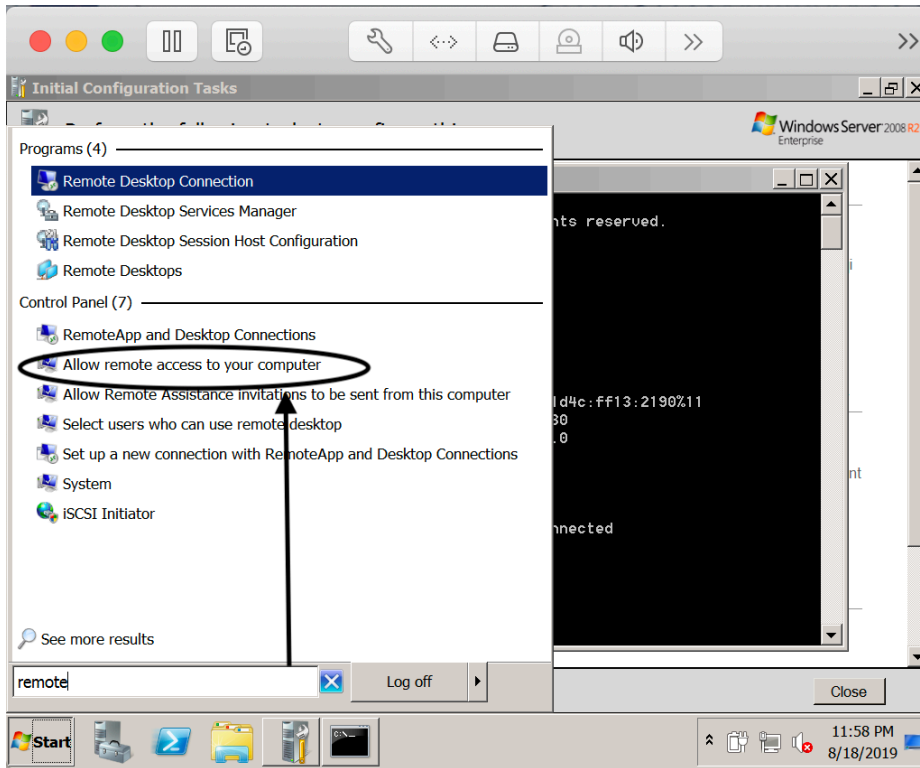 Initial Configuration Tasks
Windows Server 2008 R2
Enterprise
Programs (4)
Remote Desktop Connection
Remote Desktop Services Manager
Remote Desktop Session Host Configuration
Remote Desktops
Control Panel (7)
RemoteApp and Desktop Connections
Allow remote access to your computer
Allow Remote Assistance invitations to be sent from this computer
Select users who can use remote desktop
Set up a new connection with RemoteApp and Desktop Connections
System
iSCSI Initiator
See more results
remote
Log off
hts reserved.
ld4c:ff13:2190%11
30
.0
nnected
i
nt
Close
Start
C:\_
11:58 PM
8/18/2019